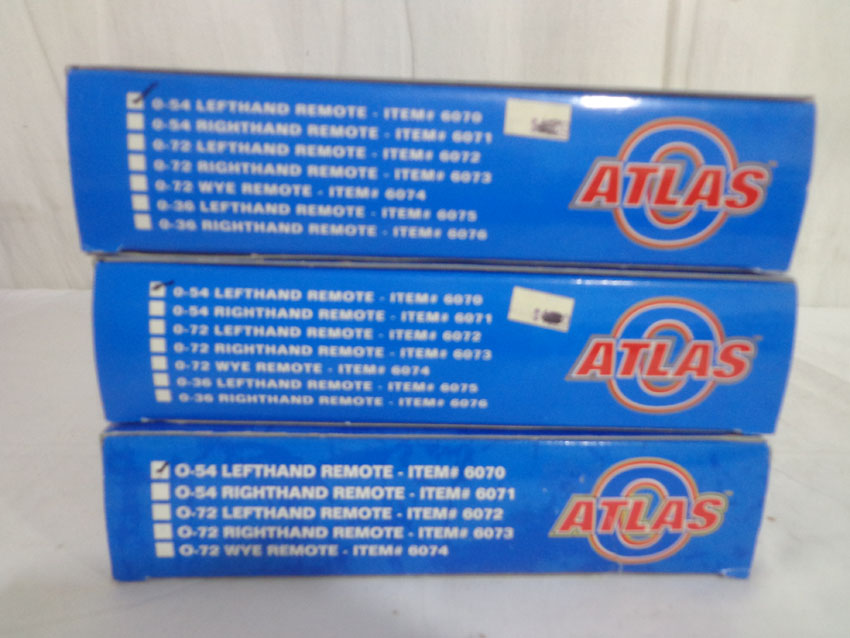 O-54 LEFTHAND REMOTE - ITEM# 6070
O-54 RIGHTHAND REMOTE - ITEM# 6071
O-72 LEFTHAND REMOTE - ITEM# 6072
O-72 RIGHTHAND REMOTE - ITEM# 6073
O-72 WYE REMOTE - ITEM# 6074
O-36 LEFTHAND REMOTE - ITEM# 6075
O-36 RIGHTHAND REMOTE - ITEM# 6076
ATLAS
O
O-54 LEFTHAND REMOTE - ITEM# 6070
O-54 RIGHTHAND REMOTE - ITEM# 6071
O-72 LEFTHAND REMOTE - ITEM# 6072
O-72 RIGHTHAND REMOTE - ITEM# 6073
O-72 WYE REMOTE - ITEM# 6074
O-36 LEFTHAND REMOTE - ITEM# 6075
O-36 RIGHTHAND REMOTE - ITEM# 6076
ATLAS
O
O-54 LEFTHAND REMOTE - ITEM# 6070
O-54 RIGHTHAND REMOTE - ITEM# 6071
O-72 LEFTHAND REMOTE - ITEM# 6072
O-72 RIGHTHAND REMOTE - ITEM# 6073
O-72 WYE REMOTE - ITEM# 6074
ATLAS
O